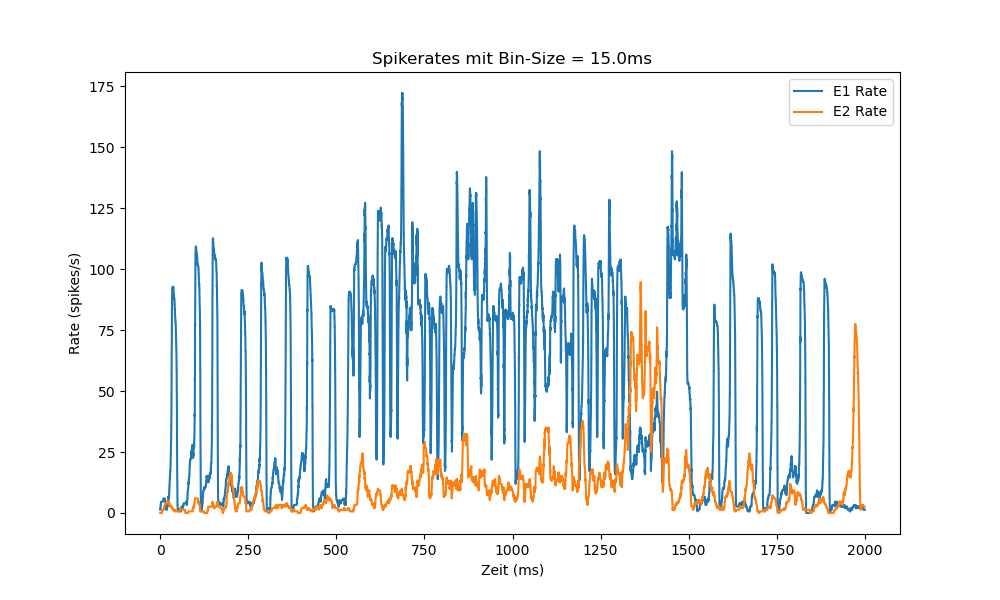 Spikerates mit Bin-Size = 15.0ms
E1 Rate
E2 Rate
175
150
125
100
75
50
25
0
Rate (spikes/s)
0 250 500 750 1000 1250 1500 1750 2000
Zeit (ms)